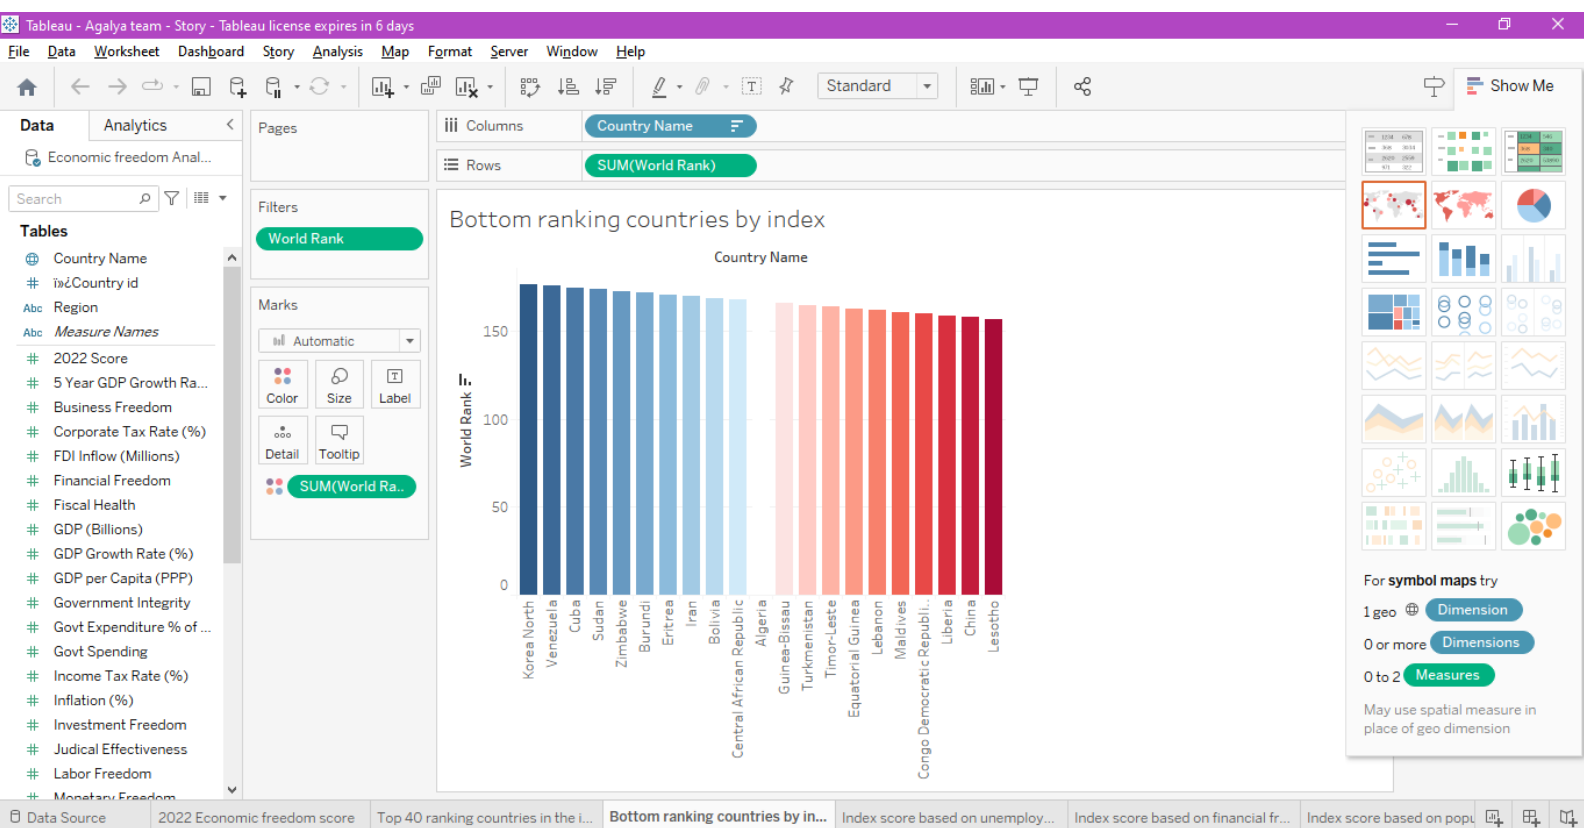 Tableau - Agalya team - Story - Tableau license expires in 6 days
File Data Worksheet Dashboard Story Analysis Map Format Server Window Help
Standard
Show Me
Data Analytics
Economic freedom Anal...
Search
Tables
Country Name
ï»¿Country id
Abc Region
Abc Measure Names
# 2022 Score
# 5 Year GDP Growth Ra...
# Business Freedom
# Corporate Tax Rate (%)
# FDI Inflow (Millions)
# Financial Freedom
# Fiscal Health
# GDP (Billions)
# GDP Growth Rate (%)
# GDP per Capita (PPP)
# Government Integrity
# Govt Expenditure % of ...
# Govt Spending
# Income Tax Rate (%)
# Inflation (%)
# Investment Freedom
# Judical Effectiveness
# Labor Freedom
# Monetary Freedom
Pages
Filters
World Rank
Marks
Automatic
Color Size Label
Detail Tooltip
SUM(World Ra..
Columns Country Name
Rows SUM(World Rank)
Bottom ranking countries by index
Country Name
World Rank
150
100
50
0
Korea North
Venezuela
Cuba
Sudan
Zimbabwe
Burundi
Eritrea
Iran
Bolivia
Central African Republic
Algeria
Guinea-Bissau
Turkmenistan
Timor-Leste
Equatorial Guinea
Lebanon
Maldives
Congo Democratic Republi..
Liberia
China
Lesotho
For symbol maps try
1 geo Dimension
0 or more Dimensions
0 to 2 Measures
May use spatial measure in
place of geo dimension
Data Source 2022 Economic freedom score Top 40 ranking countries in the i... Bottom ranking countries by in... Index score based on unemploy... Index score based on financial fr... Index score based on popu